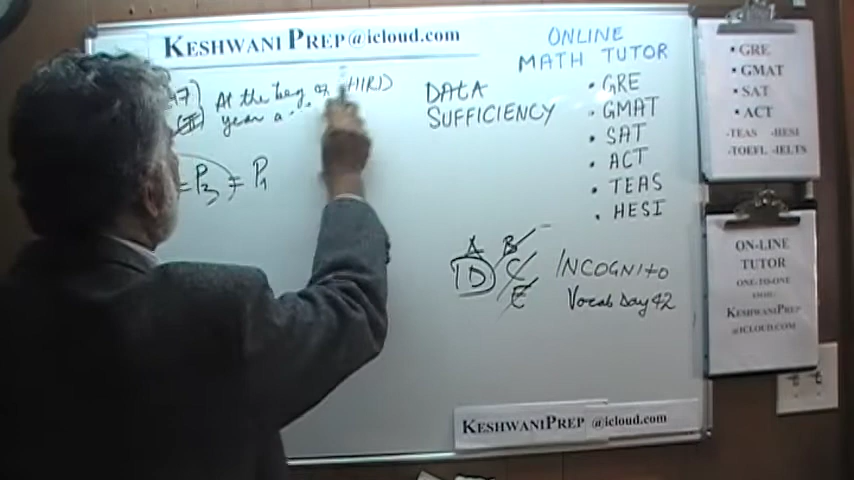 KESHWANI PREP@icloud.com
At the beg. of THIRD
year a . . .
= P3 = P1
DATA
SUFFICIENCY
ONLINE
MATH TUTOR
• GRE
• GMAT
• SAT
• ACT
• TEAS
• HESI
A B
D C
E
INCOGNITO
Vocab Day 42
KESHWANIPREP @icloud.com
• GRE
• GMAT
• SAT
• ACT
-TEAS -HESI
-TOEFL -IELTS
ON-LINE
TUTOR
ONE-TO-ONE
KESHWANIPREP
@ICLOUD.COM